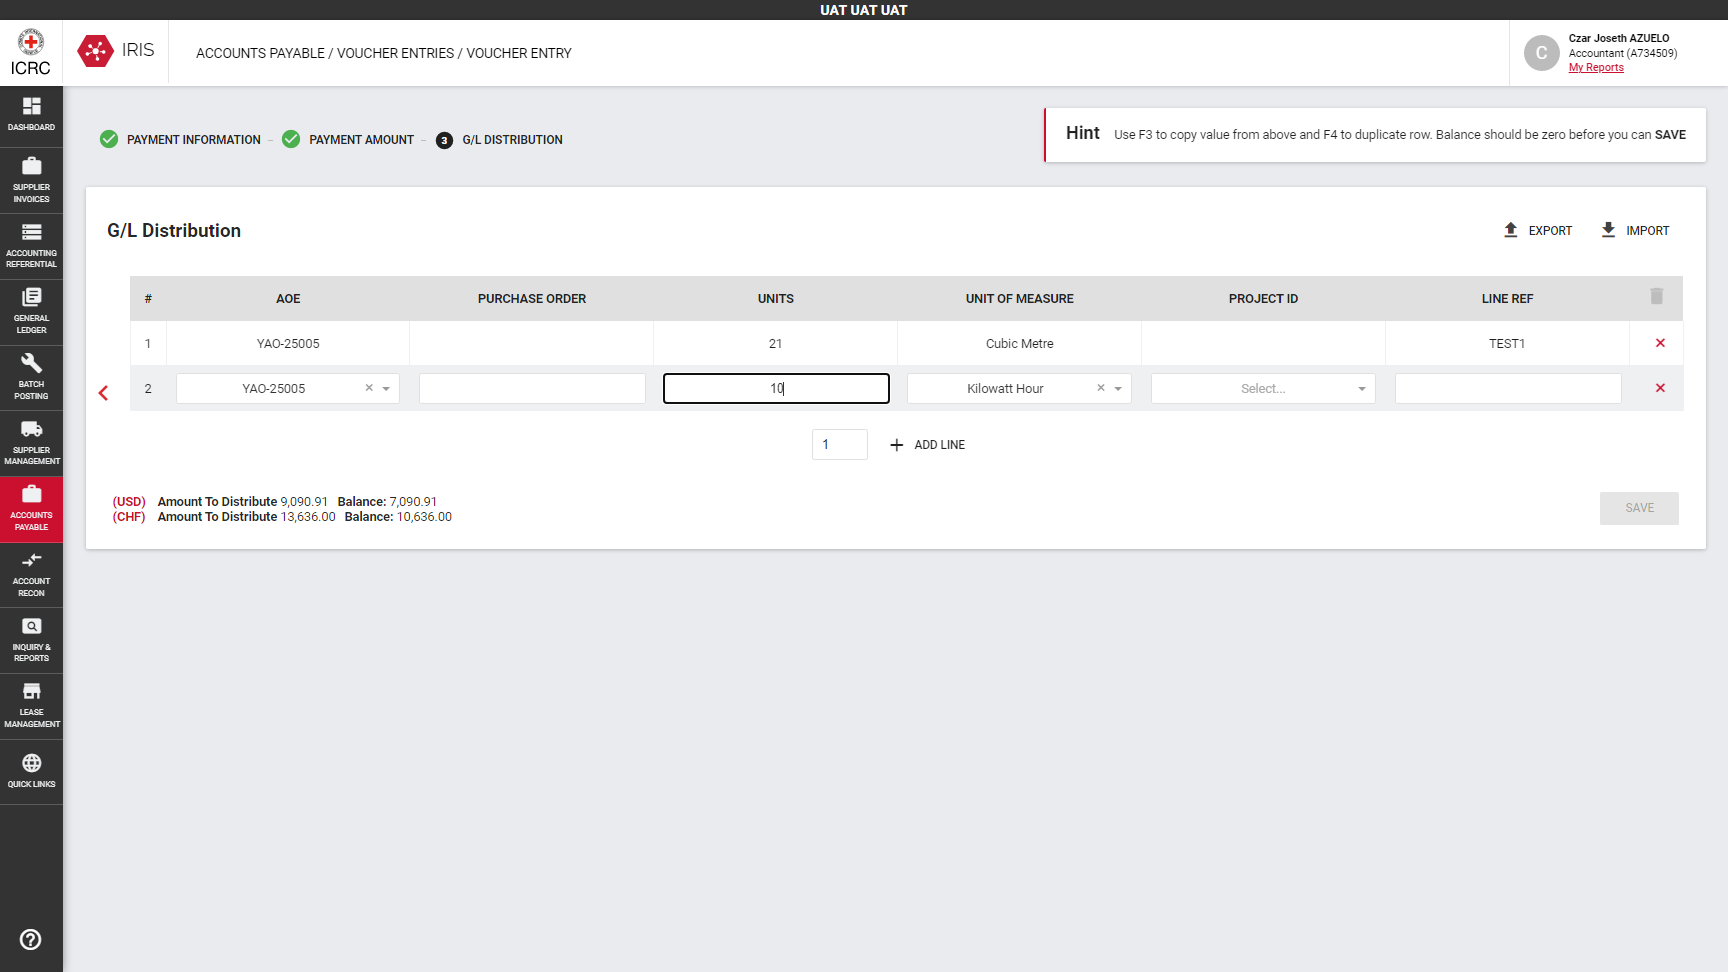 UAT UAT UAT
ICRC
IRIS
ACCOUNTS PAYABLE / VOUCHER ENTRIES / VOUCHER ENTRY
C
Czar Joseth AZUELO
Accountant (A734509)
My Reports
DASHBOARD
SUPPLIER
INVOICES
ACCOUNTING
REFERENTIAL
GENERAL
LEDGER
BATCH
POSTING
SUPPLIER
MANAGEMENT
ACCOUNTS
PAYABLE
ACCOUNT
RECON
INQUIRY &
REPORTS
LEASE
MANAGEMENT
QUICK LINKS
PAYMENT INFORMATION – PAYMENT AMOUNT – 3 G/L DISTRIBUTION
Hint Use F3 to copy value from above and F4 to duplicate row. Balance should be zero before you can SAVE
G/L Distribution
EXPORT
IMPORT
# AOE PURCHASE ORDER UNITS UNIT OF MEASURE PROJECT ID LINE REF
1 YAO-25005 21 Cubic Metre TEST1
2 YAO-25005 10 Kilowatt Hour Select...
1 ADD LINE
(USD) Amount To Distribute 9,090.91 Balance: 7,090.91
(CHF) Amount To Distribute 13,636.00 Balance: 10,636.00
SAVE